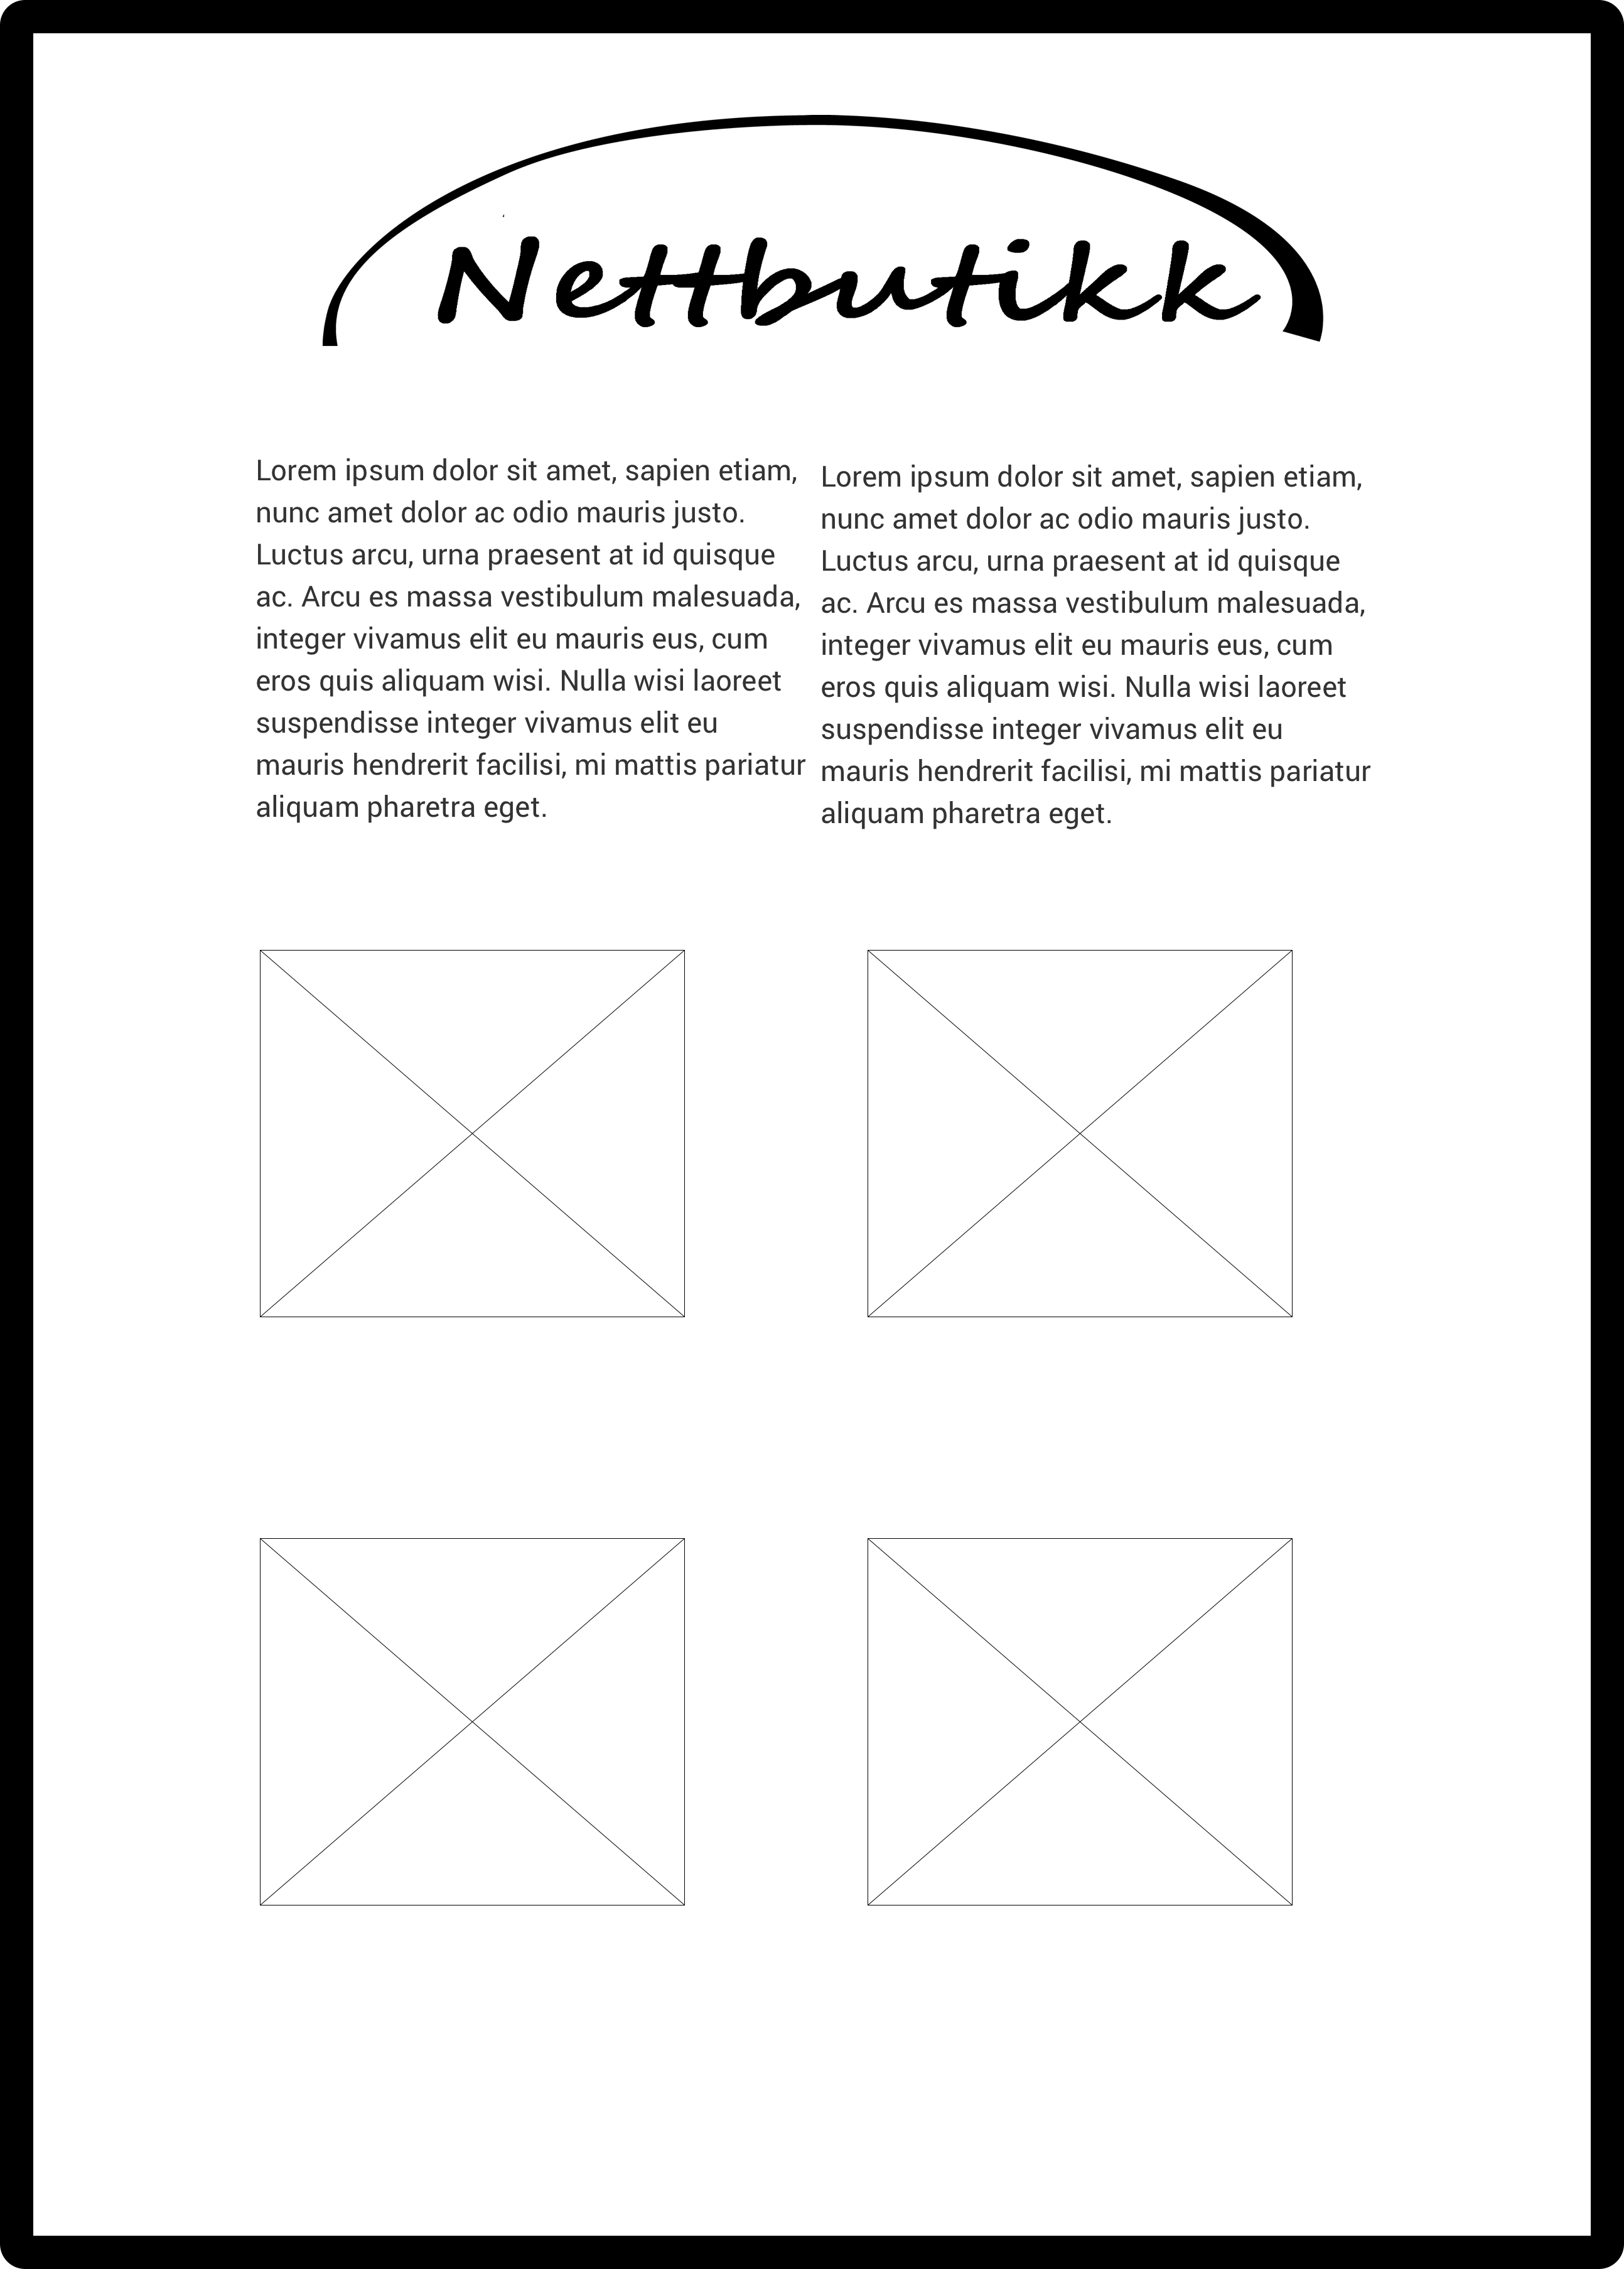 Nettbutikk
Lorem ipsum dolor sit amet, sapien etiam,
nunc amet dolor ac odio mauris justo.
Luctus arcu, urna praesent at id quisque
ac. Arcu es massa vestibulum malesuada,
integer vivamus elit eu mauris eus, cum
eros quis aliquam wisi. Nulla wisi laoreet
suspendisse integer vivamus elit eu
mauris hendrerit facilisi, mi mattis pariatur
aliquam pharetra eget.
Lorem ipsum dolor sit amet, sapien etiam,
nunc amet dolor ac odio mauris justo.
Luctus arcu, urna praesent at id quisque
ac. Arcu es massa vestibulum malesuada,
integer vivamus elit eu mauris eus, cum
eros quis aliquam wisi. Nulla wisi laoreet
suspendisse integer vivamus elit eu
mauris hendrerit facilisi, mi mattis pariatur
aliquam pharetra eget.